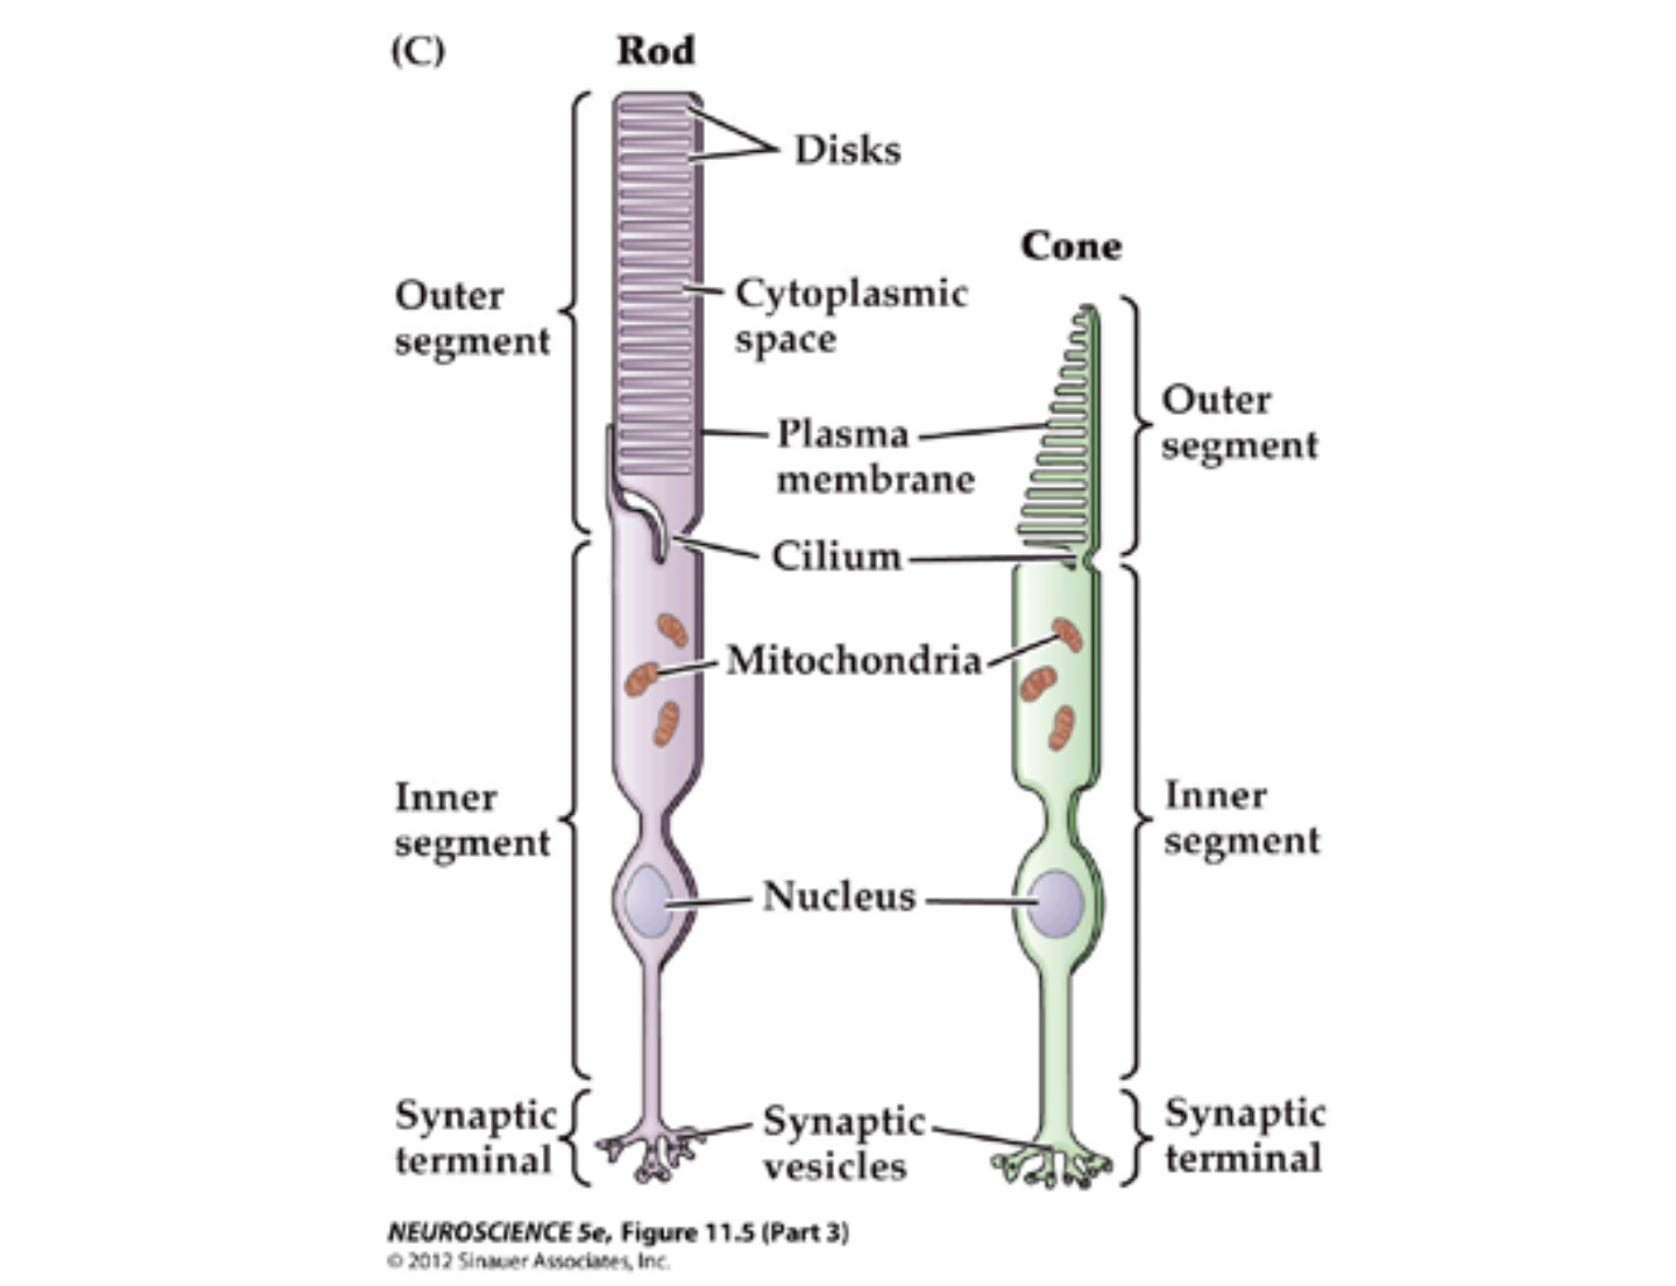 (C)
Rod
Disks
Cone
Outer
segment
Cytoplasmic
space
Outer
segment
Plasma
membrane
Cilium
Mitochondria
Inner
segment
Inner
segment
Nucleus
Synaptic
terminal
Synaptic
vesicles
Synaptic
terminal
NEUROSCIENCE 5e, Figure 11.5 (Part 3)
© 2012 Sinauer Associates, Inc.